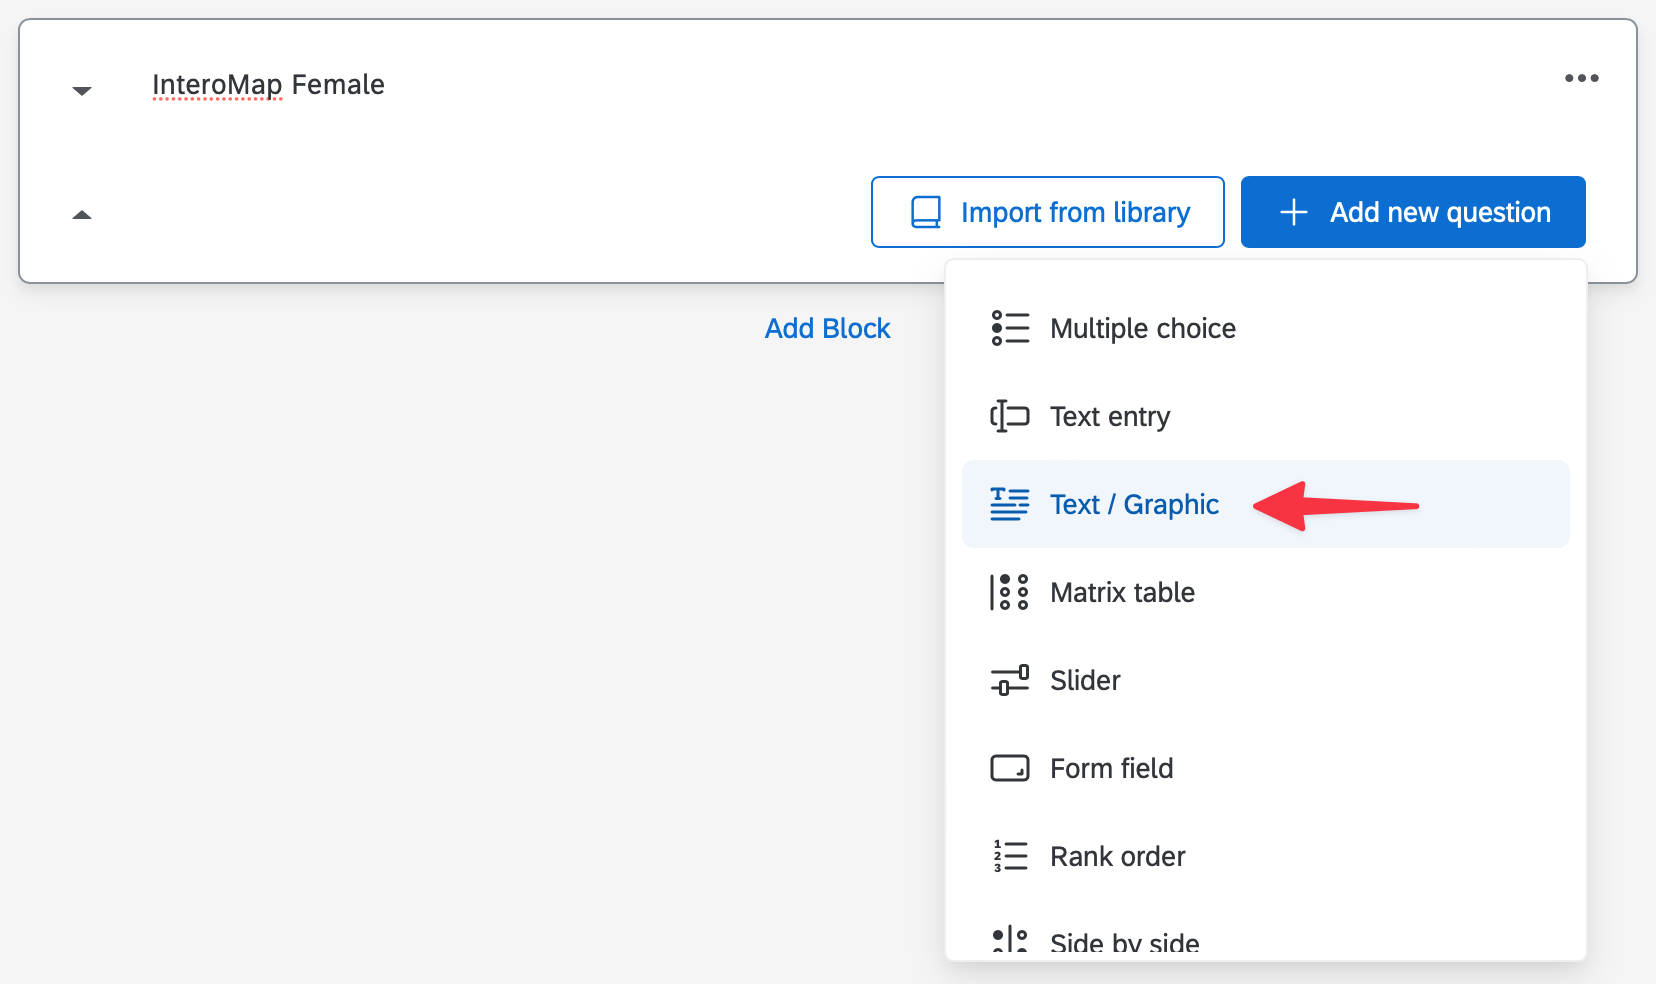 InteroMap Female
Import from library
Add new question
Add Block
Multiple choice
Text entry
Text / Graphic
Matrix table
Slider
Form field
Rank order
Side by side